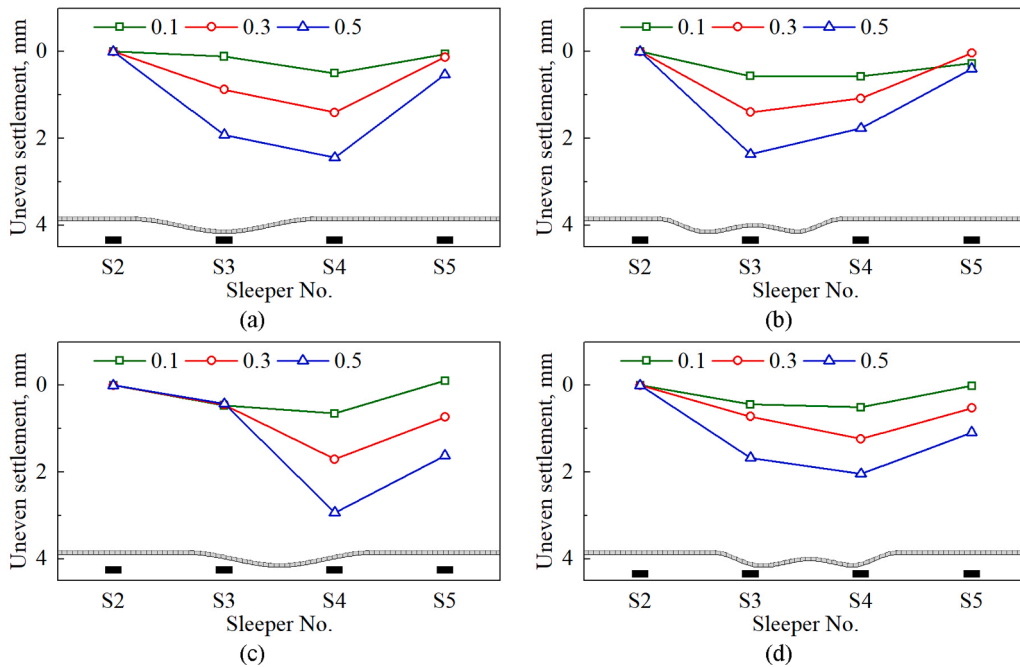 0.1 0.3 0.5
0
2
4
Uneven settlement, mm
S2 S3 S4 S5
Sleeper No.
(a)
0.1 0.3 0.5
0
2
4
Uneven settlement, mm
S2 S3 S4 S5
Sleeper No.
(b)
0.1 0.3 0.5
0
2
4
Uneven settlement, mm
S2 S3 S4 S5
Sleeper No.
(c)
0.1 0.3 0.5
0
2
4
Uneven settlement, mm
S2 S3 S4 S5
Sleeper No.
(d)